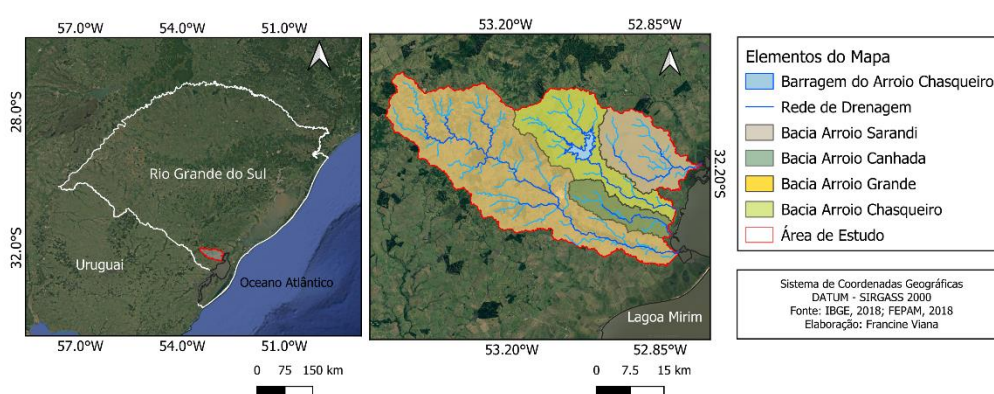 57.0°W 54.0°W 51.0°W
28.0°S
32.0°S
Rio Grande do Sul
Uruguai
Oceano Atlântico
57.0°W 54.0°W 51.0°W
0 75 150 km
53.20°W 52.85°W
32.20°S
Lagoa Mirim
53.20°W 52.85°W
0 7.5 15 km
Elementos do Mapa
Barragem do Arroio Chasqueiro
Rede de Drenagem
Bacia Arroio Sarandi
Bacia Arroio Canhada
Bacia Arroio Grande
Bacia Arroio Chasqueiro
Área de Estudo
Sistema de Coordenadas Geográficas
DATUM - SIRGASS 2000
Fonte: IBGE, 2018; FEPAM, 2018
Elaboração: Francine Viana